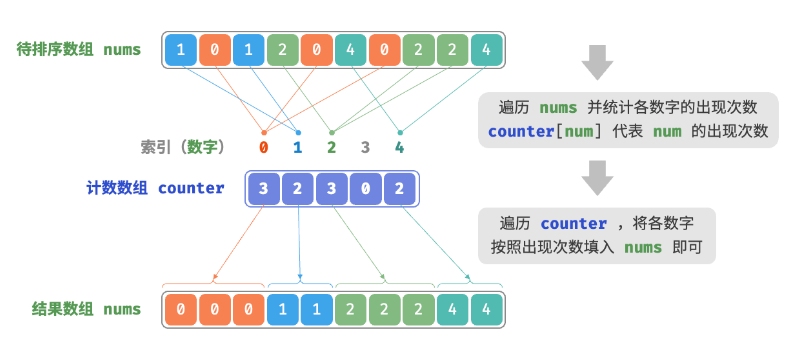 待排序数组 nums
1 0 1 2 0 4 0 2 2 4
遍历 nums 并统计各数字的出现次数
counter[num] 代表 num 的出现次数
索引（数字） 0 1 2 3 4
计数数组 counter 3 2 3 0 2
遍历 counter ，将各数字
按照出现次数填入 nums 即可
结果数组 nums 0 0 0 1 1 2 2 2 4 4